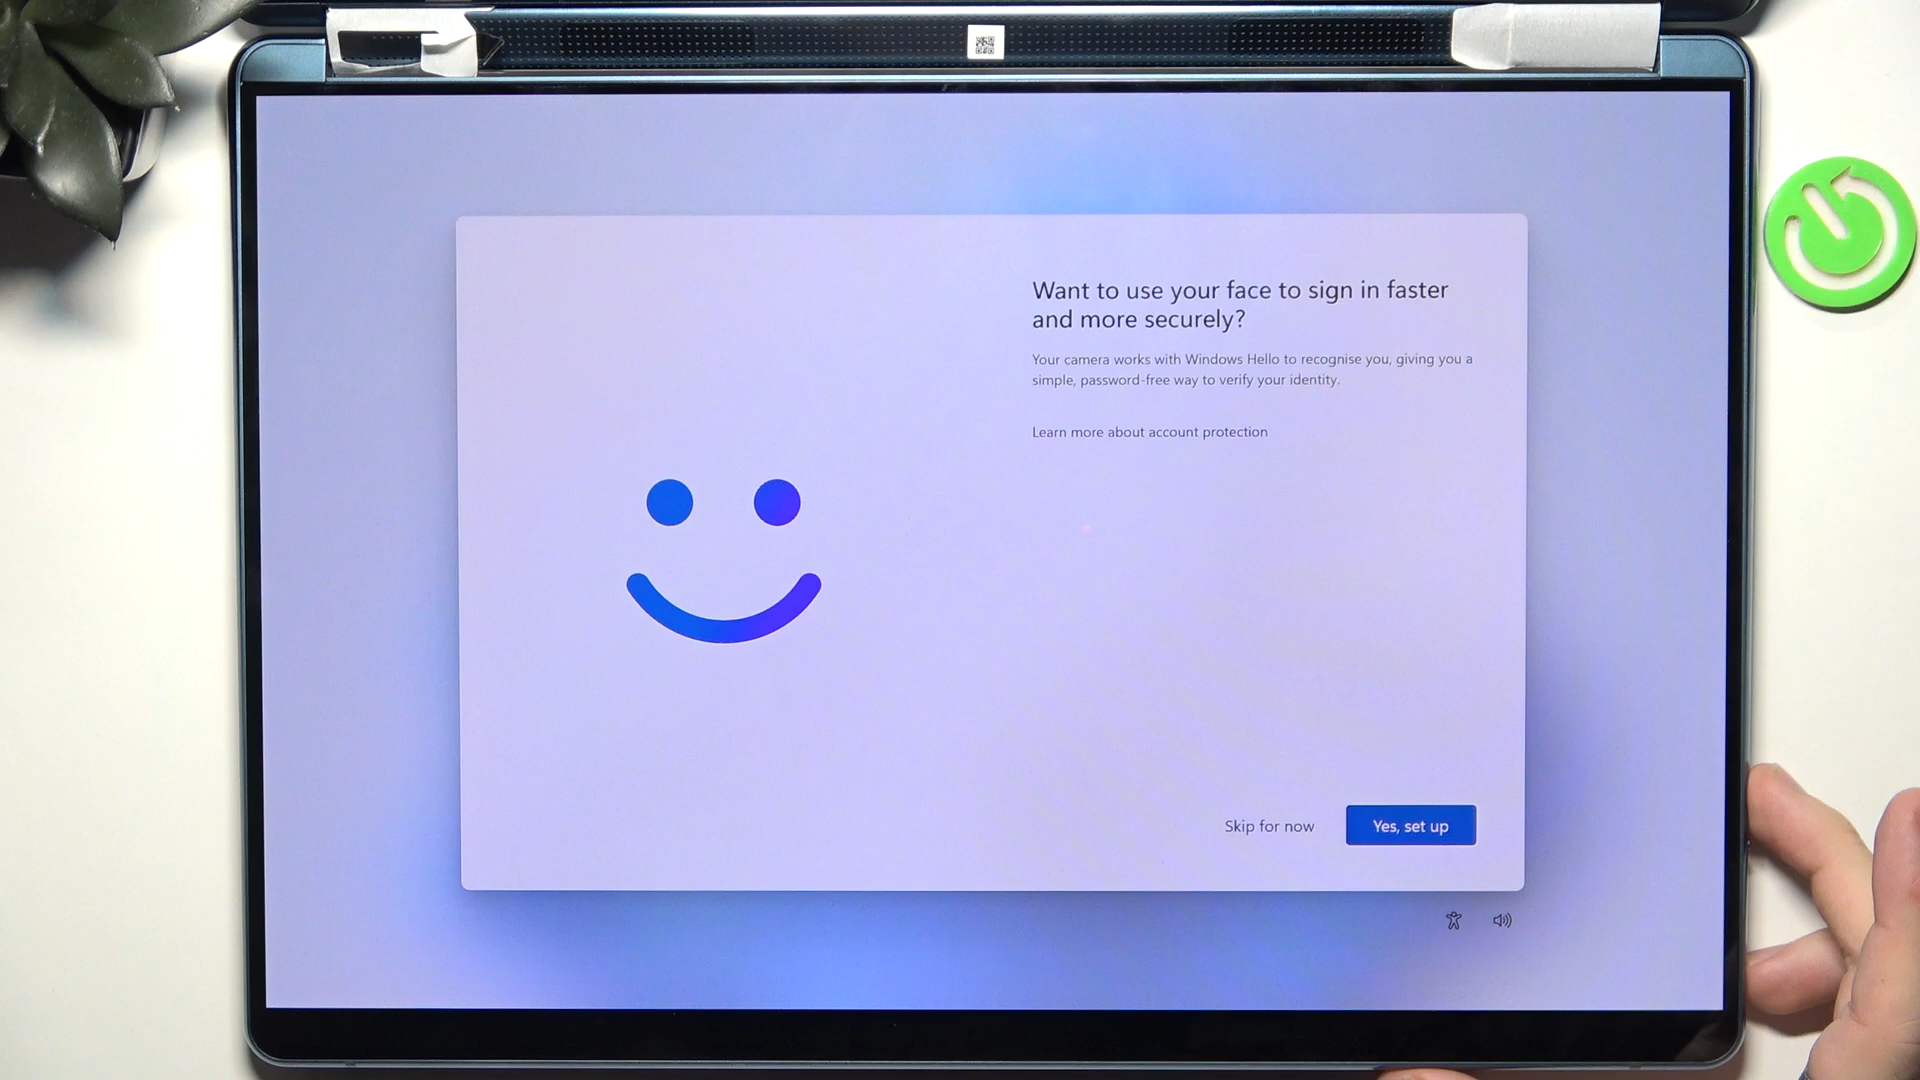 Want to use your face to sign in faster
and more securely?
Your camera works with Windows Hello to recognise you, giving you a
simple, password-free way to verify your identity.
Learn more about account protection
Skip for now
Yes, set up